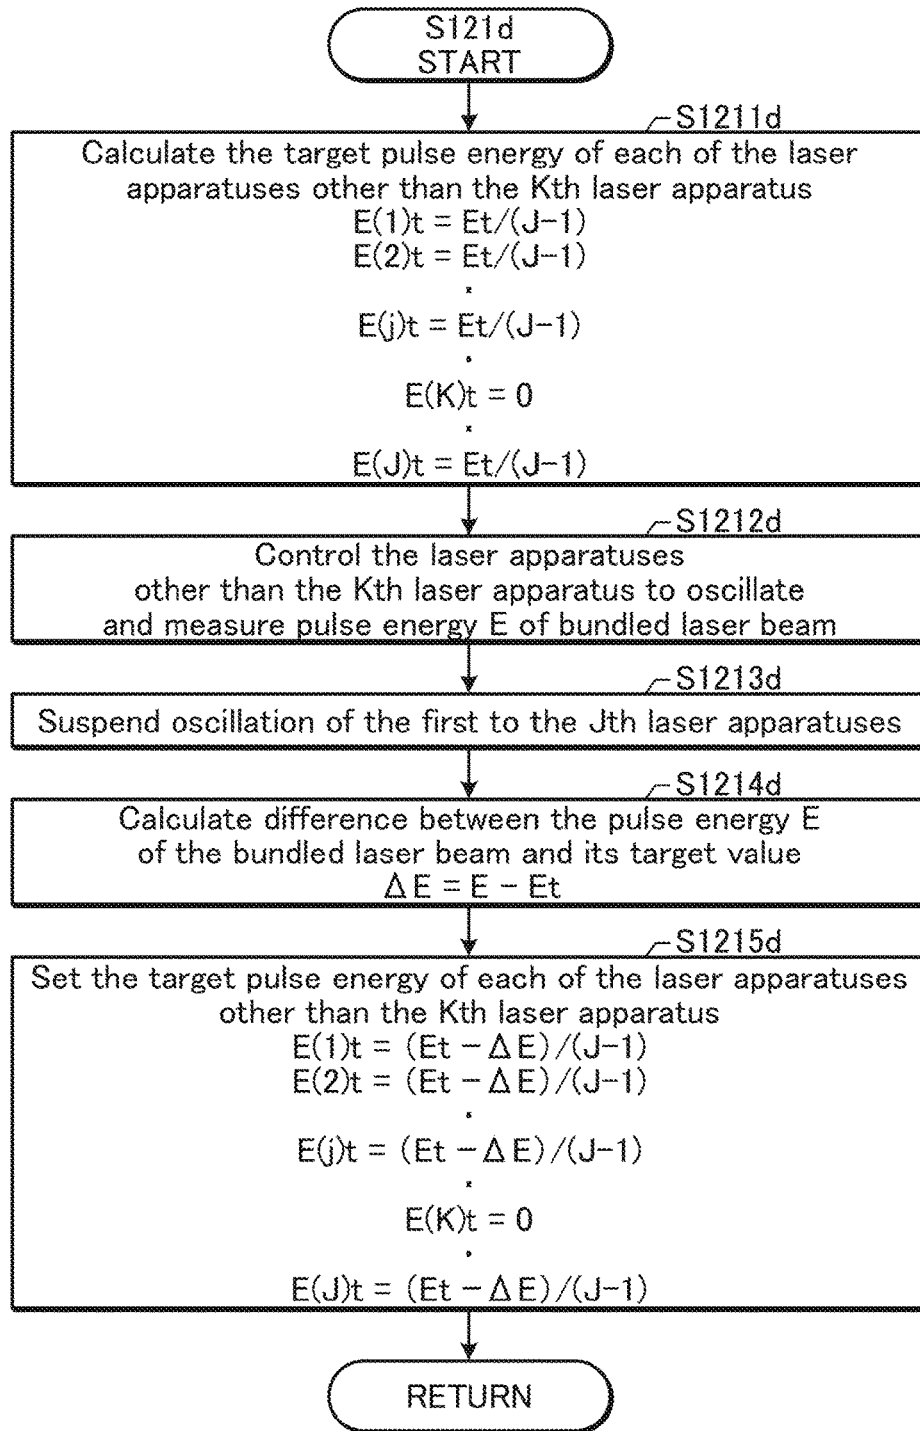 S121d
START
S1211d
Calculate the target pulse energy of each of the laser
apparatuses other than the Kth laser apparatus
E(1)t = Et/(J-1)
E(2)t = Et/(J-1)
.
E(j)t = Et/(J-1)
.
E(K)t = 0
.
E(J)t = Et/(J-1)
S1212d
Control the laser apparatuses
other than the Kth laser apparatus to oscillate
and measure pulse energy E of bundled laser beam
S1213d
Suspend oscillation of the first to the Jth laser apparatuses
S1214d
Calculate difference between the pulse energy E
of the bundled laser beam and its target value
ΔE = E - Et
S1215d
Set the target pulse energy of each of the laser apparatuses
other than the Kth laser apparatus
E(1)t = (Et - ΔE)/(J-1)
E(2)t = (Et - ΔE)/(J-1)
.
E(j)t = (Et - ΔE)/(J-1)
.
E(K)t = 0
.
E(J)t = (Et - ΔE)/(J-1)
RETURN